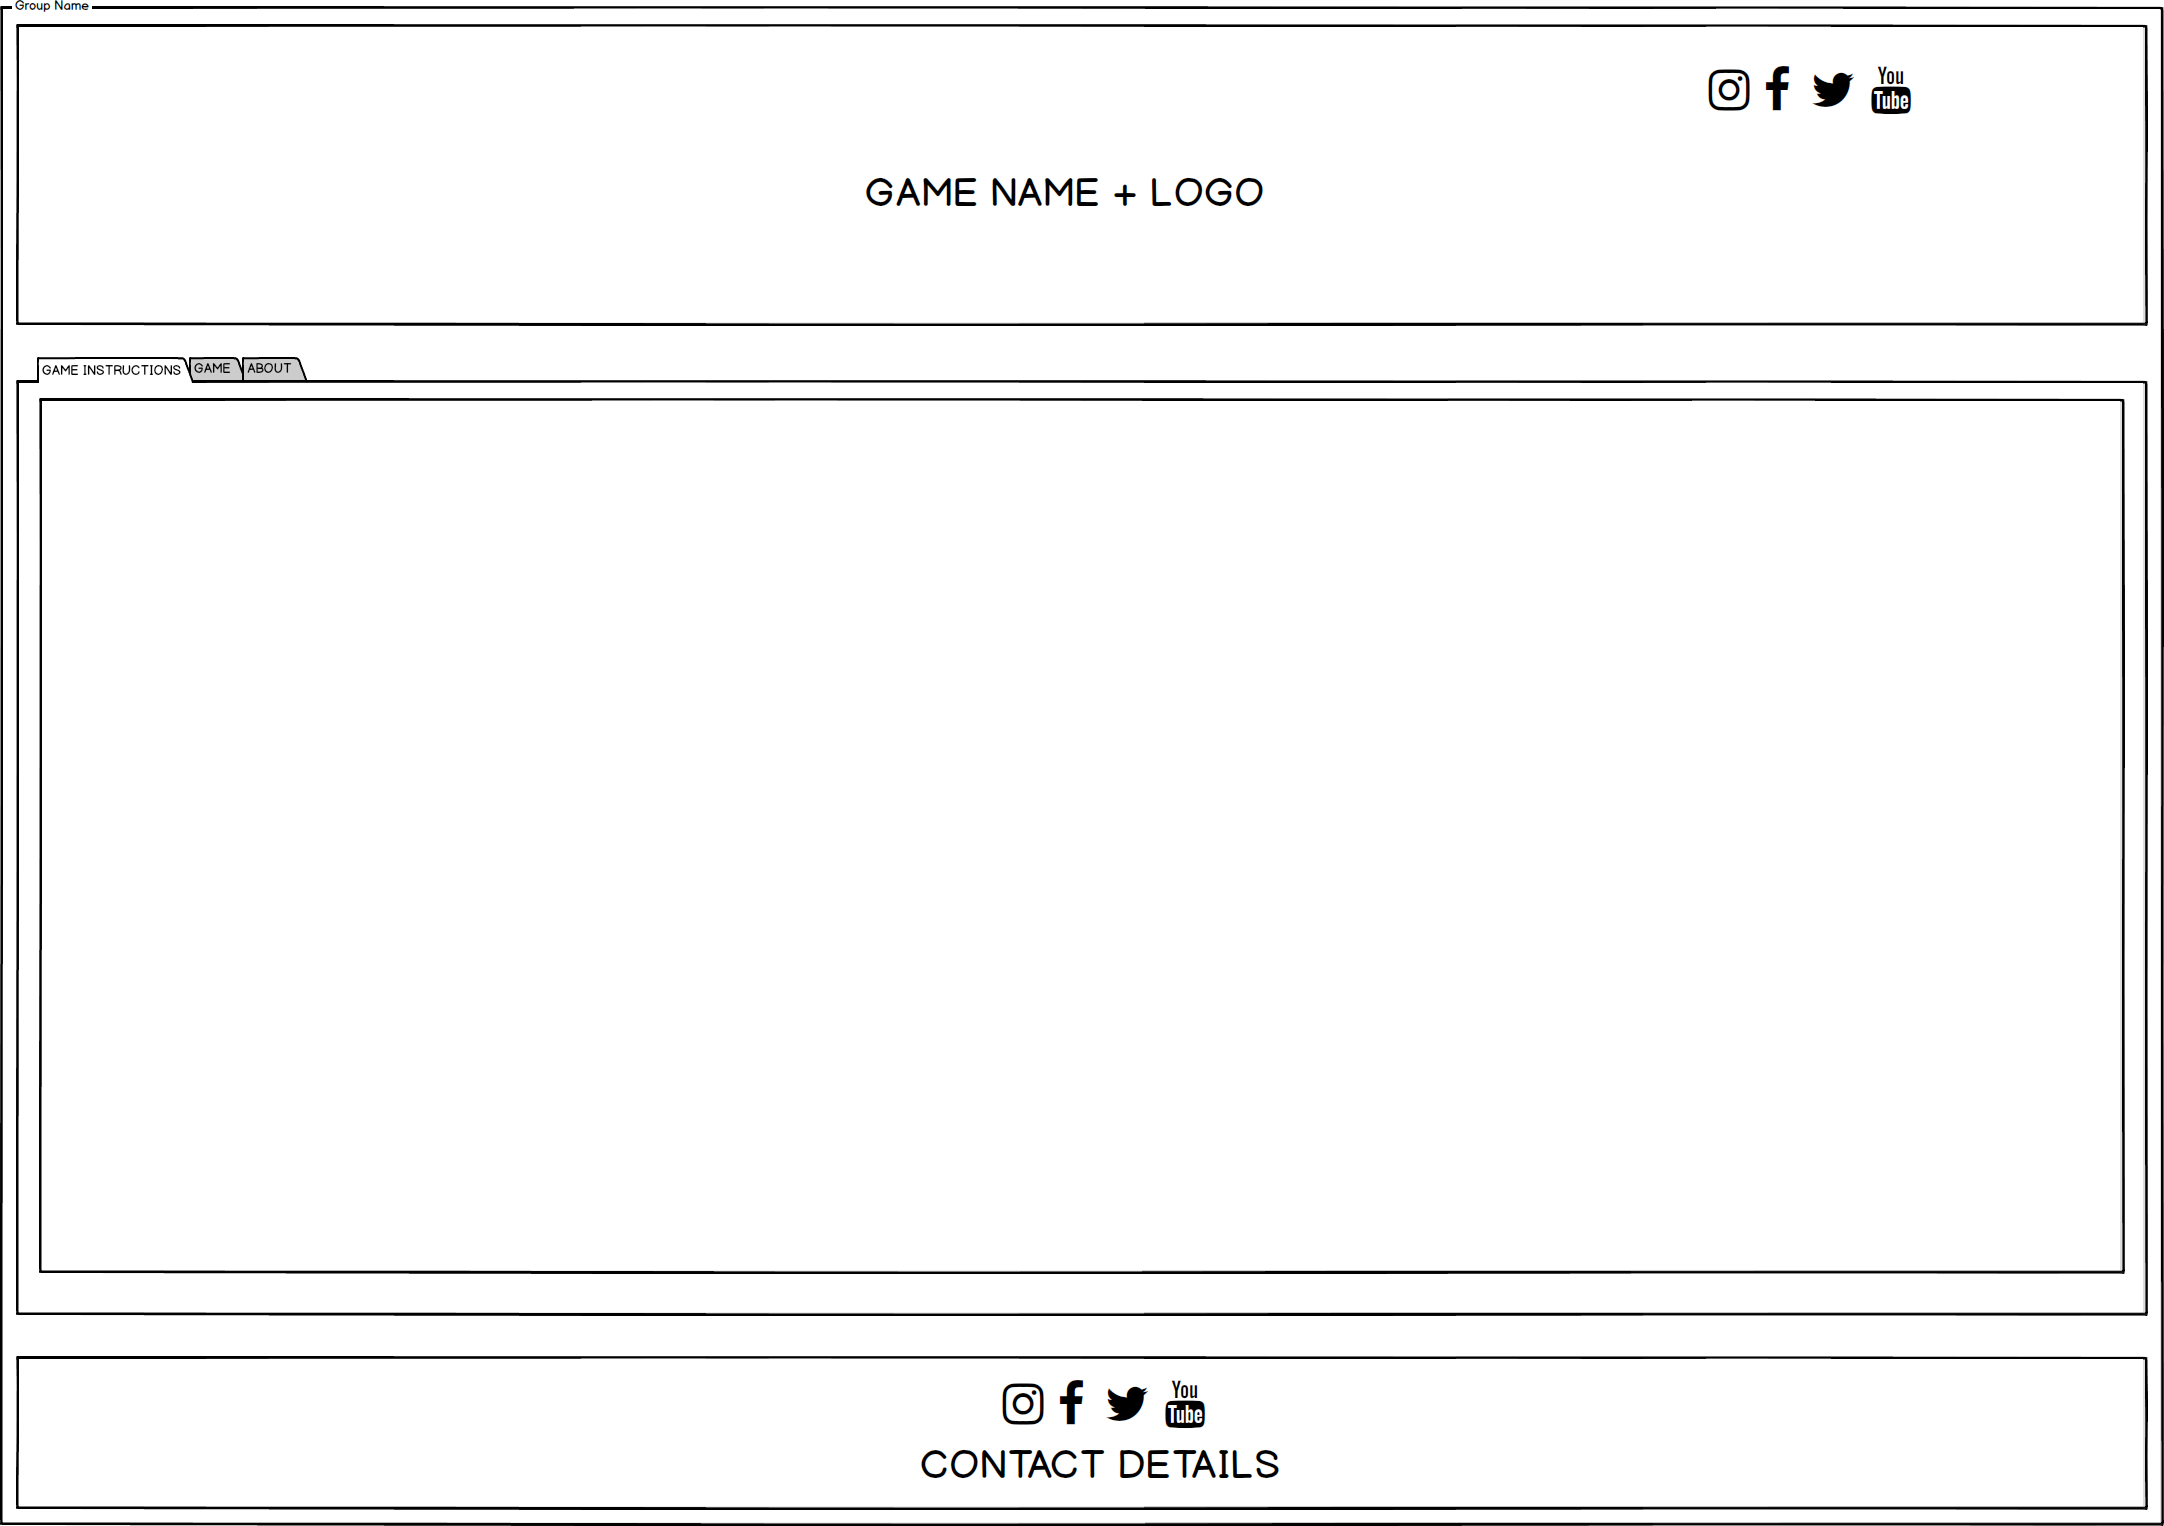 Group Name
You
Tube
GAME NAME + LOGO
GAME INSTRUCTIONS GAME ABOUT
You
Tube
CONTACT DETAILS